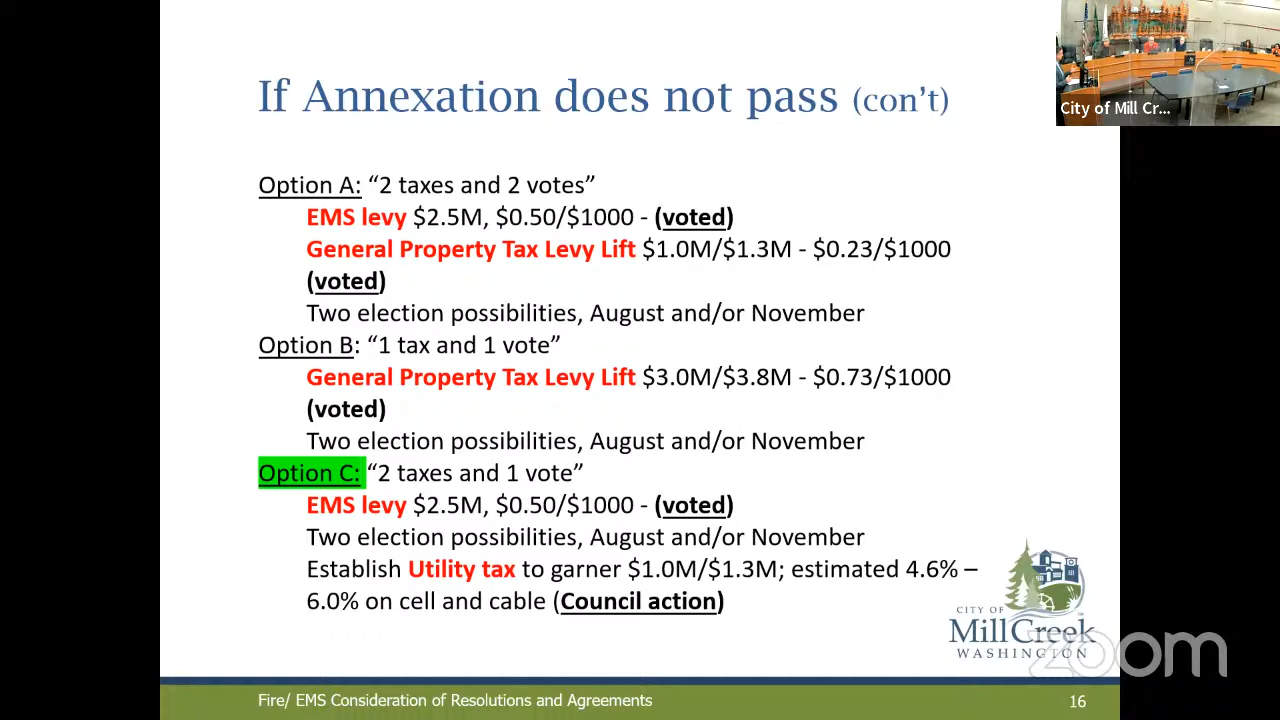 If Annexation does not pass (con’t)
City of Mill Cr...
Option A: “2 taxes and 2 votes”
EMS levy $2.5M, $0.50/$1000 - (voted)
General Property Tax Levy Lift $1.0M/$1.3M - $0.23/$1000
(voted)
Two election possibilities, August and/or November
Option B: “1 tax and 1 vote”
General Property Tax Levy Lift $3.0M/$3.8M - $0.73/$1000
(voted)
Two election possibilities, August and/or November
Option C: “2 taxes and 1 vote”
EMS levy $2.5M, $0.50/$1000 - (voted)
Two election possibilities, August and/or November
Establish Utility tax to garner $1.0M/$1.3M; estimated 4.6% –
6.0% on cell and cable (Council action)
CITY OF
Mill Creek
WASHINGTON
zoom
Fire/ EMS Consideration of Resolutions and Agreements
16